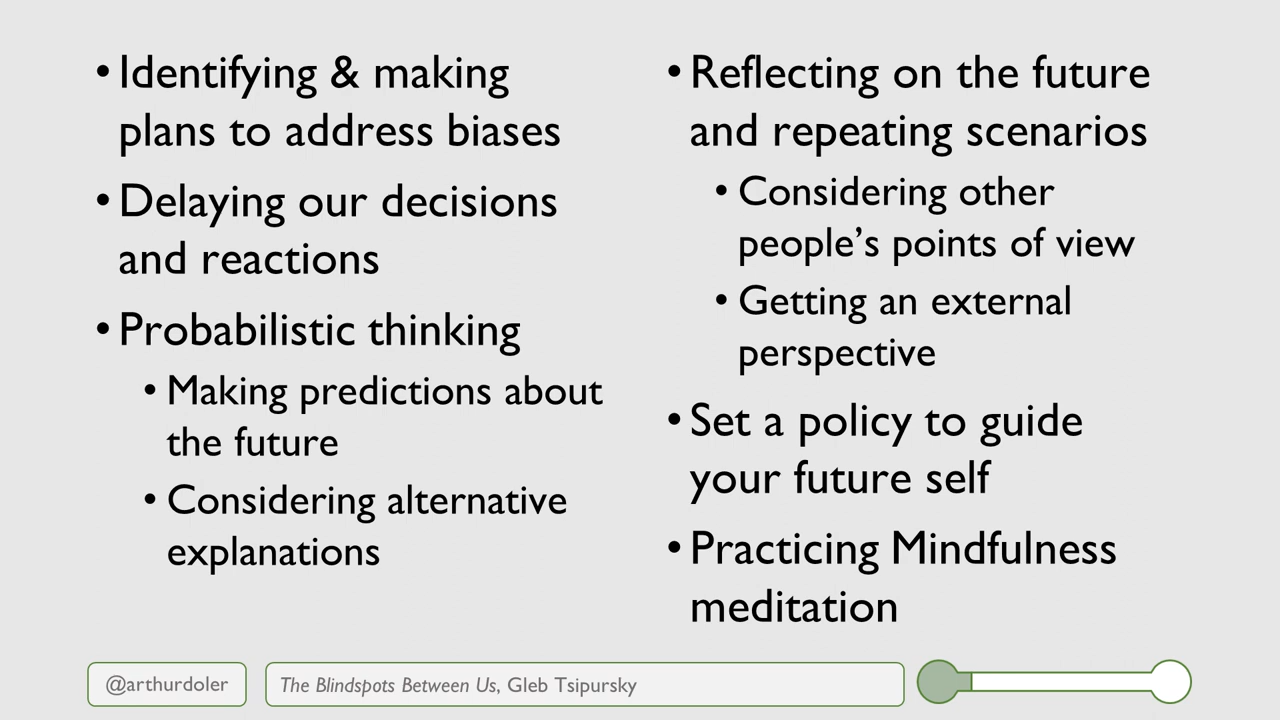 • Identifying & making
plans to address biases
• Delaying our decisions
and reactions
• Probabilistic thinking
• Making predictions about
the future
• Considering alternative
explanations
• Reflecting on the future
and repeating scenarios
• Considering other
people’s points of view
• Getting an external
perspective
• Set a policy to guide
your future self
• Practicing Mindfulness
meditation
@arthurdoler
The Blindspots Between Us, Gleb Tsipursky